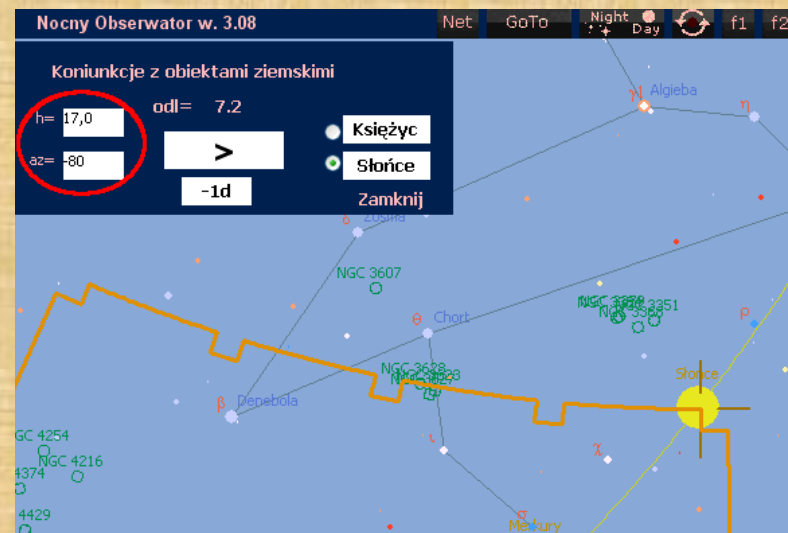 Nocny Obserwator w. 3.08
Net GoTo Night Day f1 f2
Koniunkcje z obiektami ziemskimi
h= 17,0
odl= 7.2
az= -80
>
-1d
Księżyc
Słońce
Zamknij
γ1 Algieba
η
δ Zosma
NGC 3607
θ Chort
NGC 3351
ρ
NGC 3628
Słońce
β Denebola
GC 4254
NGC 4216
4374
ι
χ
4429
σ
Merkury